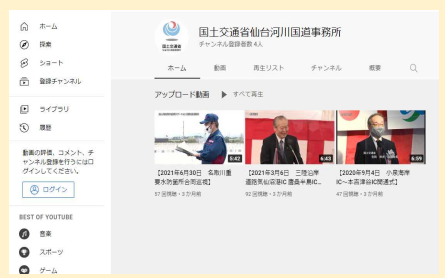 ホーム
探索
ショート
登録チャンネル
ライブラリ
履歴
動画の評価、コメント、チ
ャンネル登録を行うにはロ
グインしてください。
ログイン
BEST OF YOUTUBE
音楽
スポーツ
ゲーム
国土交通省
国土交通省仙台河川国道事務所
チャンネル登録者数 4人
ホーム 動画 再生リスト チャンネル 概要
アップロード動画 ▶ すべて再生
5:42
【2021年6月30日 名取川重
要水防箇所合同巡視】
57 回視聴・3 か月前
6:43
【2021年3月6日 三陸沿岸
道路気仙沼港IC 唐桑半島IC...
92 回視聴・3 か月前
6:59
【2020年9月4日 小泉海岸
IC～本吉津谷IC開通式】
47 回視聴・3 か月前